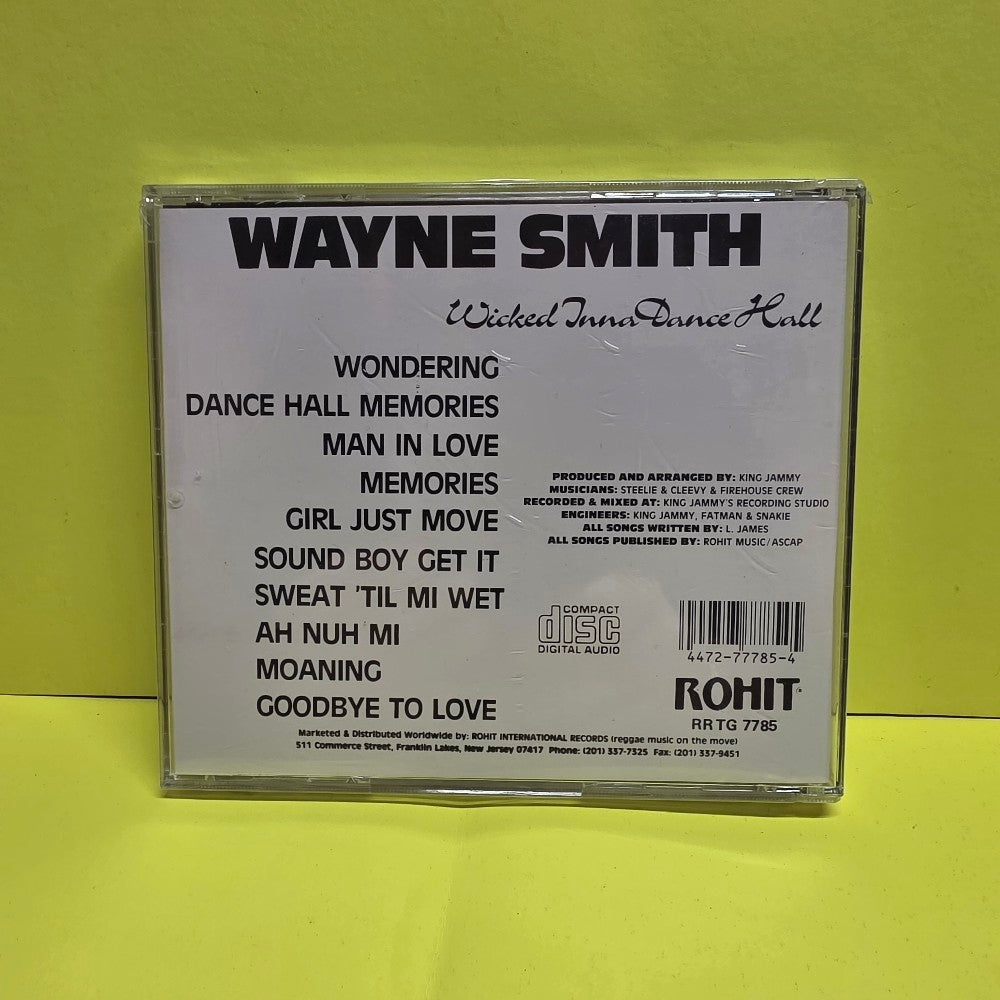 WAYNE SMITH
Wicked Inna Dance Hall
WONDERING
DANCE HALL MEMORIES
MAN IN LOVE
MEMORIES
GIRL JUST MOVE
SOUND BOY GET IT
SWEAT 'TIL MI WET
AH NUH MI
MOANING
GOODBYE TO LOVE
PRODUCED AND ARRANGED BY: KING JAMMY
MUSICIANS: STEELIE & CLEEVY & FIREHOUSE CREW
RECORDED & MIXED AT: KING JAMMY'S RECORDING STUDIO
ENGINEERS: KING JAMMY, FATMAN & SNAKIE
ALL SONGS WRITTEN BY: L. JAMES
ALL SONGS PUBLISHED BY: ROHIT MUSIC/ASCAP
COMPACT
disc
DIGITAL AUDIO
4472-77785-4
ROHIT
RRTG 7785
Marketed & Distributed Worldwide by: ROHIT INTERNATIONAL RECORDS (reggae music on the move)
511 Commerce Street, Franklin Lakes, New Jersey 07417 Phone: (201) 337-7325 Fax: (201) 337-9451